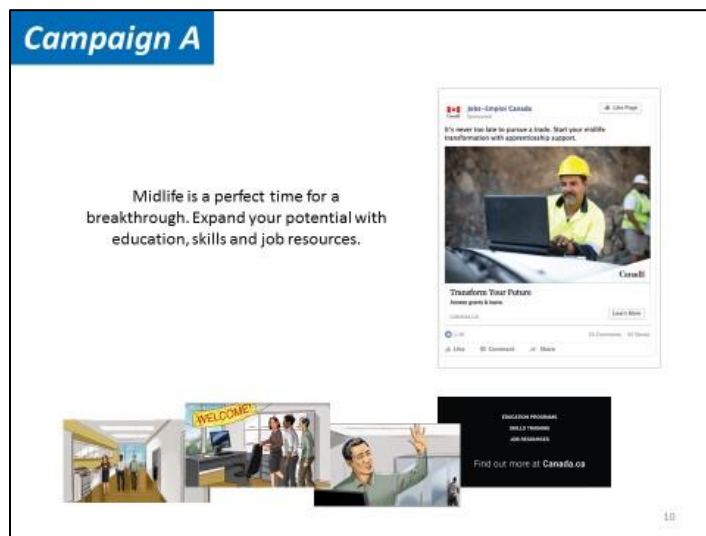 Campaign A
Jobs-Emploi Canada
Like Page
Canada
Sponsored
It's never too late to pursue a trade. Start your midlife
transformation with apprenticeship support.
Midlife is a perfect time for a
breakthrough. Expand your potential with
education, skills and job resources.
Canada
Transform Your Future
Access grants & loans.
CANADA.CA
Learn More
Like
Comment
Share
WELCOME!
EDUCATION PROGRAMS
SKILLS TRAINING
JOB RESOURCES
Find out more at Canada.ca
10